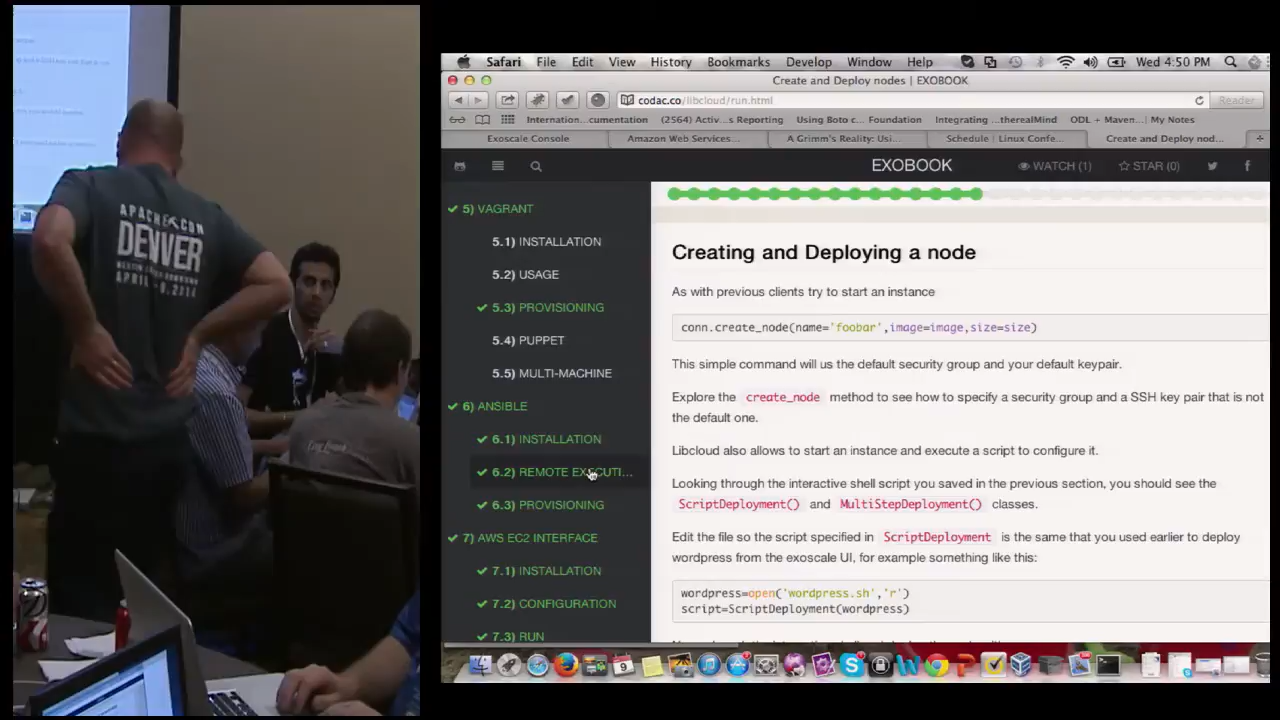 APACHECON
DENVER
Safari File Edit View History Bookmarks Develop Window Help Wed 4:50 PM
Create and Deploy nodes | EXOBOOK
codac.co/libcloud/run.html
Reader
Internation...cumentation (2564) Activ...s Reporting Using Boto c... Foundation Integrating ...therealMind ODL + Maven... | My Notes
Exoscale Console Amazon Web Services... A Grimm's Reality: Usi... Schedule | Linux Confe... Create and Deploy nod...
EXOBOOK WATCH (1) STAR (0)
5) VAGRANT
5.1) INSTALLATION
5.2) USAGE
5.3) PROVISIONING
5.4) PUPPET
5.5) MULTI-MACHINE
6) ANSIBLE
6.1) INSTALLATION
6.2) REMOTE EXECUTI...
6.3) PROVISIONING
7) AWS EC2 INTERFACE
7.1) INSTALLATION
7.2) CONFIGURATION
7.3) RUN
Creating and Deploying a node
As with previous clients try to start an instance
conn.create_node(name='foobar',image=image,size=size)
This simple command will us the default security group and your default keypair.
Explore the create_node method to see how to specify a security group and a SSH key pair that is not
the default one.
Libcloud also allows to start an instance and execute a script to configure it.
Looking through the interactive shell script you saved in the previous section, you should see the
ScriptDeployment() and MultiStepDeployment() classes.
Edit the file so the script specified in ScriptDeployment is the same that you used earlier to deploy
wordpress from the exoscale UI, for example something like this:
wordpress=open('wordpress.sh','r')
script=ScriptDeployment(wordpress)